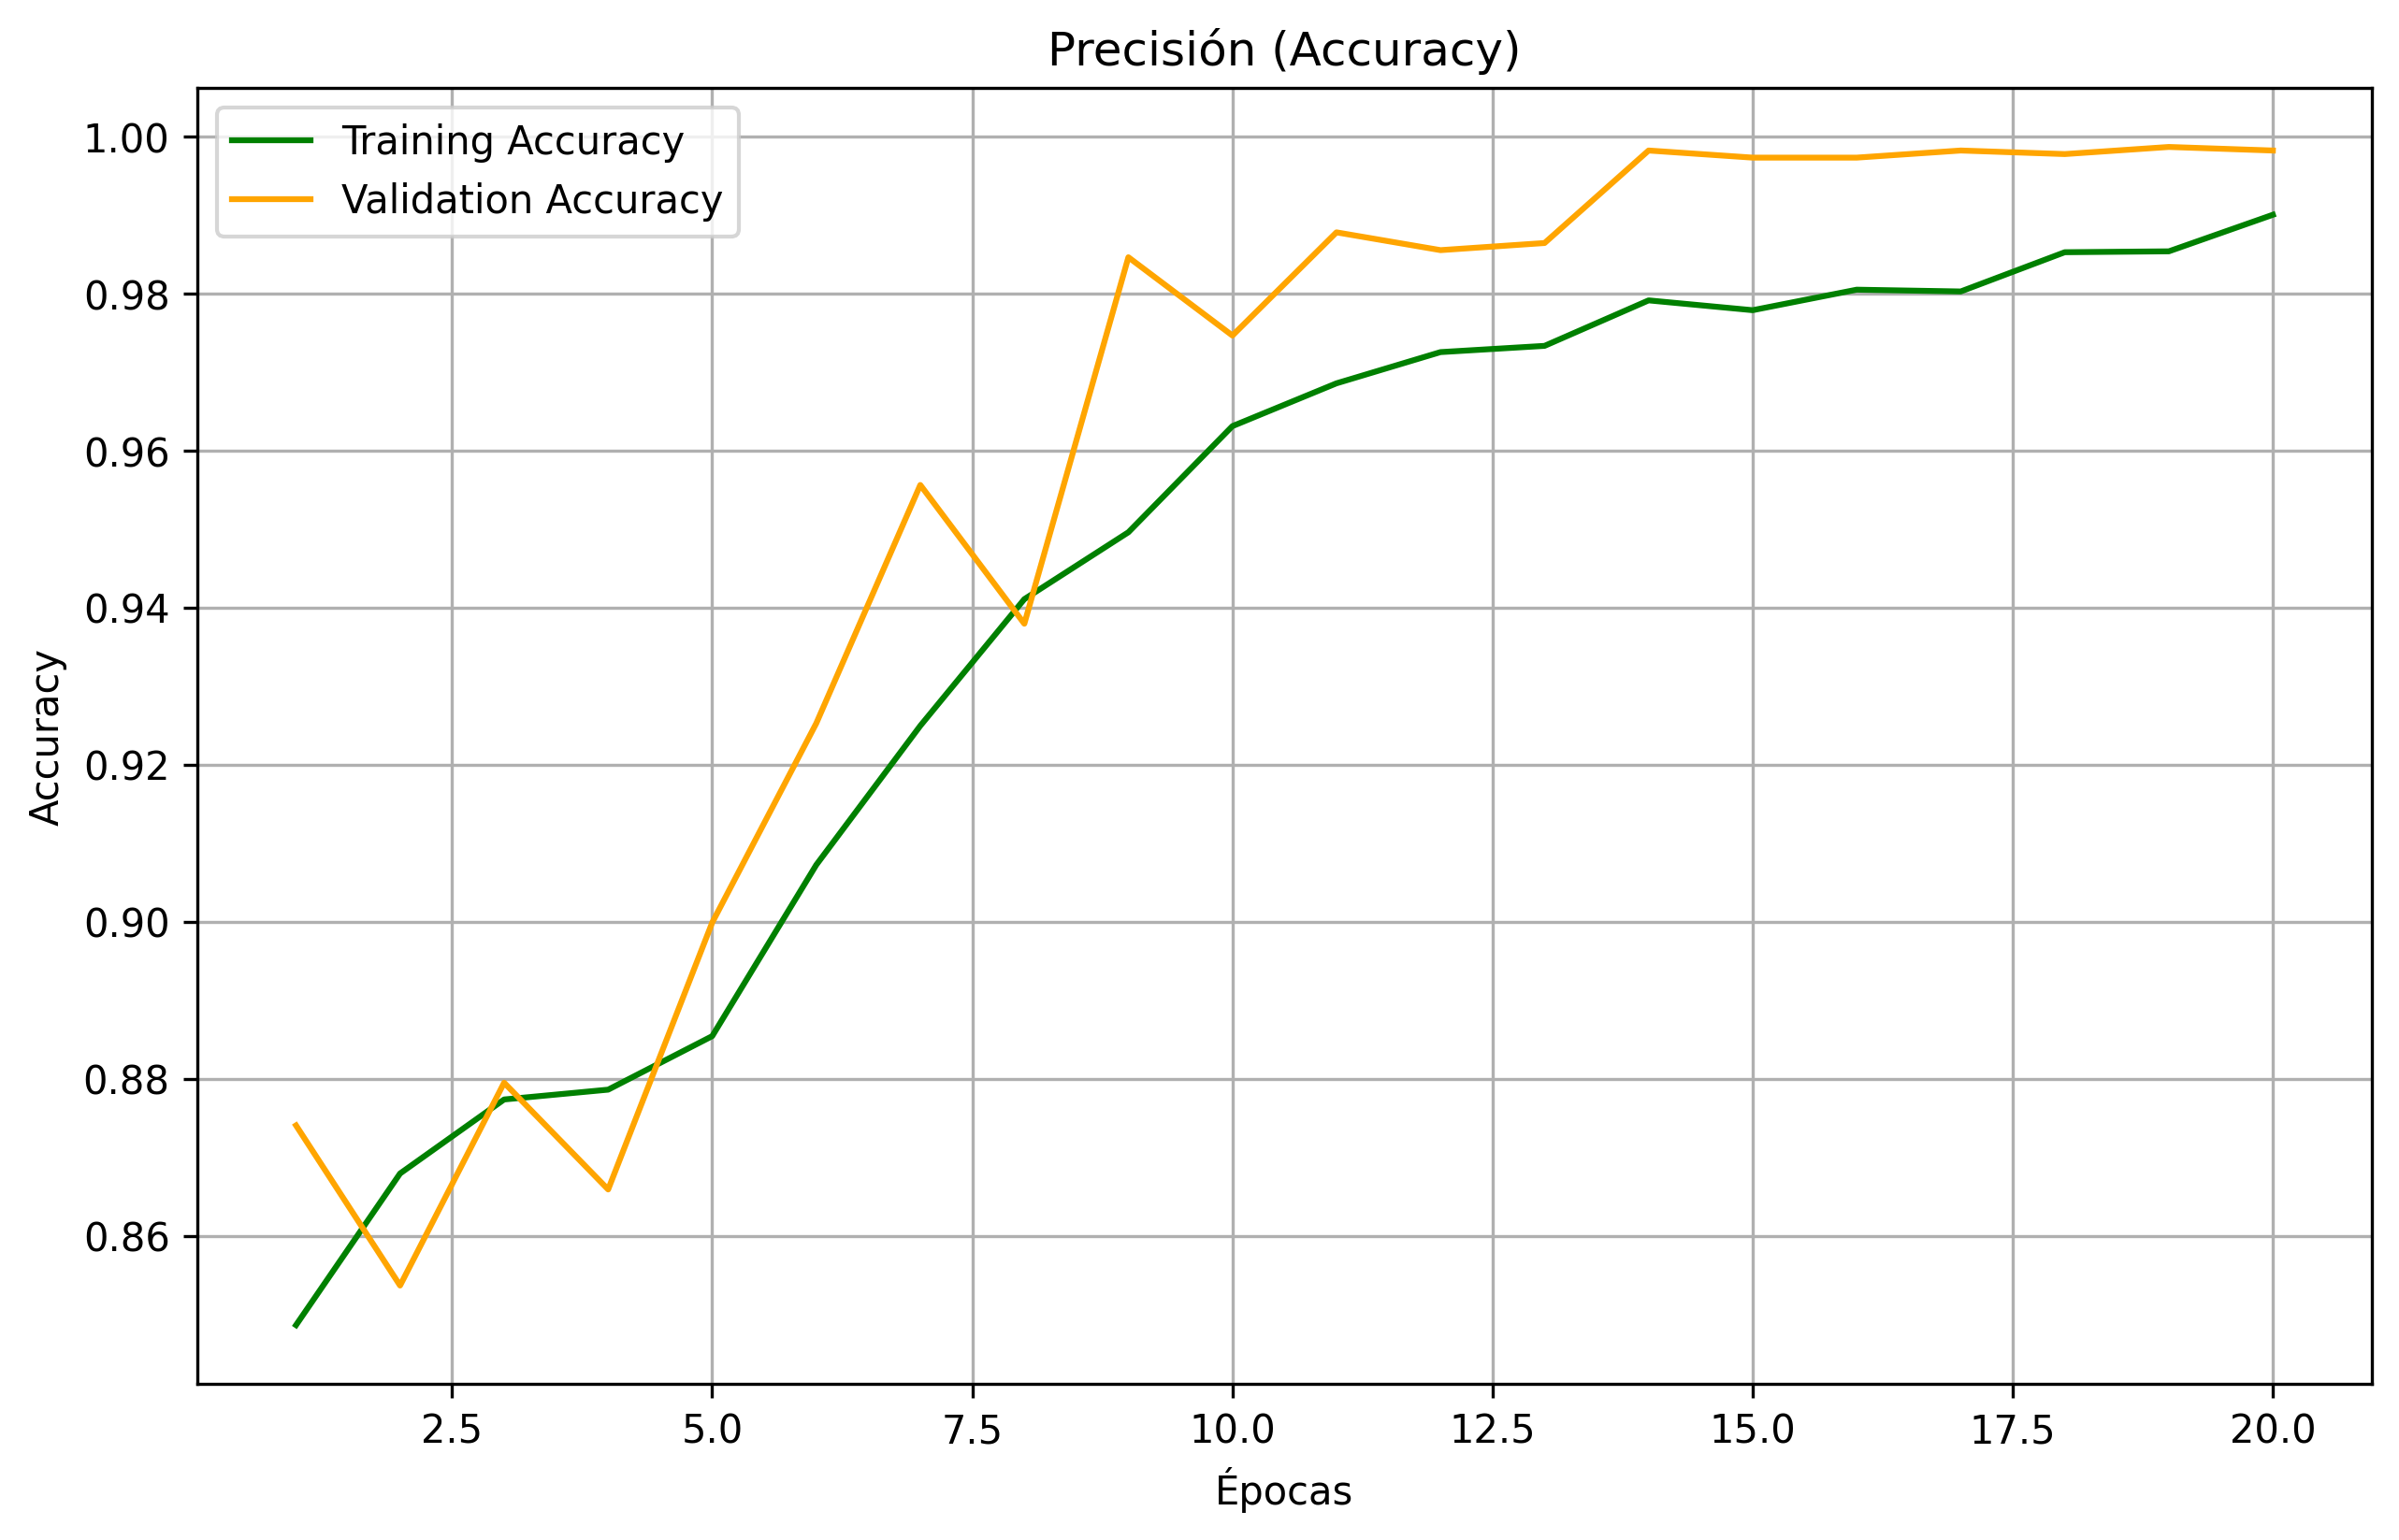 Precisión (Accuracy)
Training Accuracy
Validation Accuracy
1.00
0.98
0.96
0.94
0.92
0.90
0.88
0.86
Accuracy
2.5 5.0 7.5 10.0 12.5 15.0 17.5 20.0
Épocas